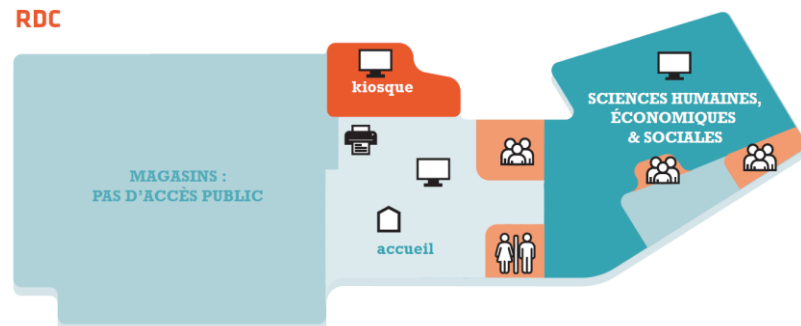 RDC
kiosque
SCIENCES HUMAINES,
ÉCONOMIQUES
& SOCIALES
MAGASINS :
PAS D'ACCÈS PUBLIC
accueil